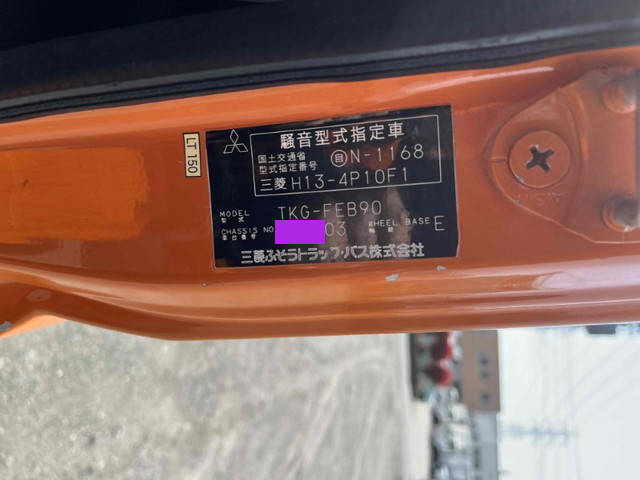 LT150
騒音型式指定車
国土交通省
型式指定番号
自N-1168
三菱 H13-4P10F1
MODEL TKG-FEB90
型式
CHASSIS NO. 03 WHEEL BASE E
車台番号 軸距
三菱ふそうトラック・バス株式会社